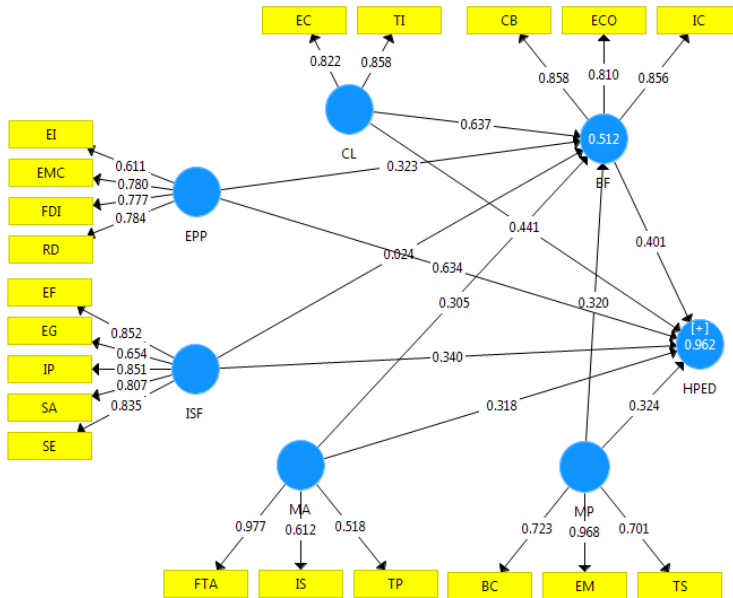 EC
TI
CB
ECO
IC
0.822
0.858
0.858
0.810
0.856
CL
0.637
0.512
BF
EI
EMC
FDI
RD
0.611
0.780
0.777
0.784
EPP
0.323
0.441
0.401
0.024
0.634
0.305
0.320
EF
EG
IP
SA
SE
0.852
0.654
0.851
0.807
0.835
ISF
0.340
[+]
0.962
HPED
0.318
0.324
MA
MP
0.977
0.612
0.518
0.723
0.968
0.701
FTA
IS
TP
BC
EM
TS